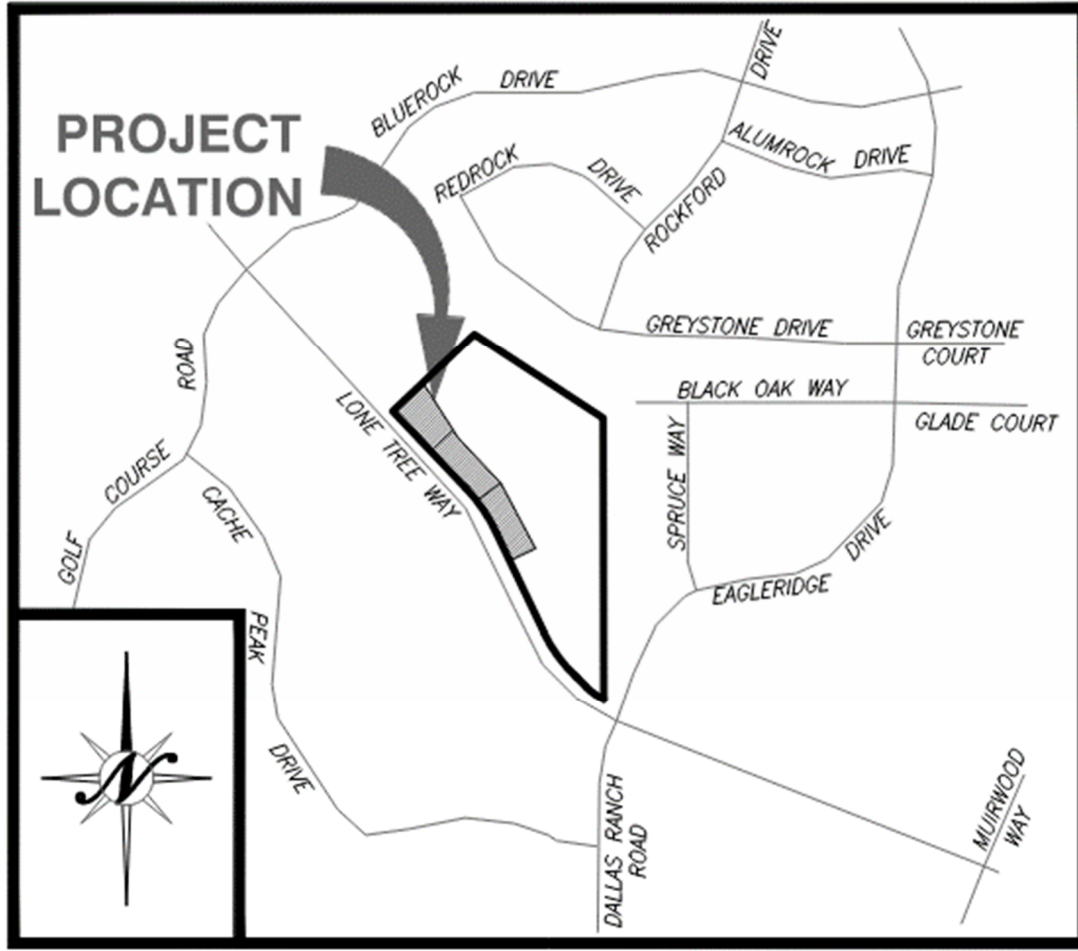 DRIVE
DRIVE
BLUEROCK
PROJECT
LOCATION
ALUMROCK DRIVE
REDROCK
DRIVE
ROCKFORD
GREYSTONE DRIVE
GREYSTONE
COURT
ROAD
BLACK OAK WAY
GLADE COURT
LONE TREE WAY
SPRUCE WAY
COURSE
CACHE
GOLF
DRIVE
EAGLERIDGE
PEAK
N
DRIVE
DALLAS RANCH
ROAD
MUIRWOOD
WAY